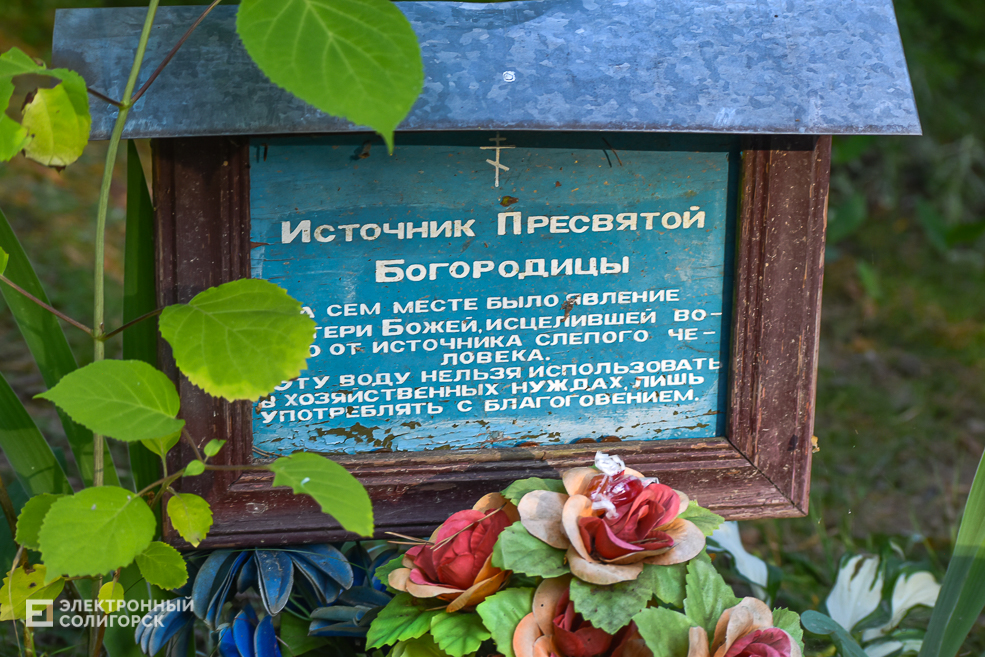 Источник Пресвятой
Богородицы
А СЕМ МЕСТЕ БЫЛО ЯВЛЕНИЕ
ТЕРИ БОЖЕЙ, ИСЦЕЛИВШЕЙ ВО-
Ю ОТ ИСТОЧНИКА СЛЕПОГО ЧЕ-
ЛОВЕКА.
ЭТУ ВОДУ НЕЛЬЗЯ ИСПОЛЬЗОВАТЬ
В ХОЗЯЙСТВЕННЫХ НУЖДАХ, ЛИШЬ
УПОТРЕБЛЯТЬ С БЛАГОГОВЕНИЕМ.
ЭЛЕКТРОННЫЙ
СОЛИГОРСК